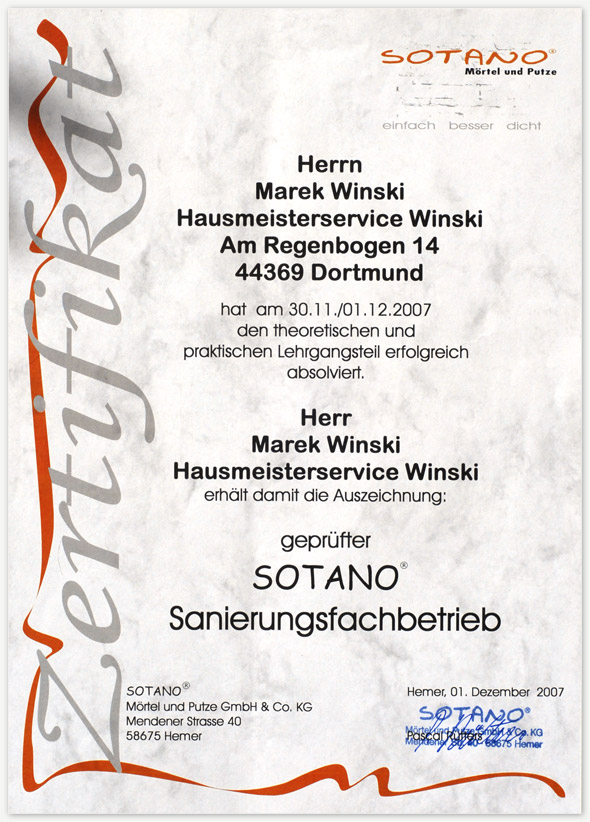 Zertifikat
SOTANO®
Mörtel und Putze
einfach besser dicht
Herrn
Marek Winski
Hausmeisterservice Winski
Am Regenbogen 14
44369 Dortmund
hat am 30.11./01.12.2007
den theoretischen und
praktischen Lehrgangsteil erfolgreich
absolviert.
Herr
Marek Winski
Hausmeisterservice Winski
erhält damit die Auszeichnung:
geprüfter
SOTANO®
Sanierungsfachbetrieb
SOTANO®
Mörtel und Putze GmbH & Co. KG
Mendener Strasse 40
58675 Hemer
Hemer, 01. Dezember 2007
SOTANO®
Mörtel und Putze GmbH & Co. KG
Pascal Rüffers
Mendener Str. 40 58675 Hemer